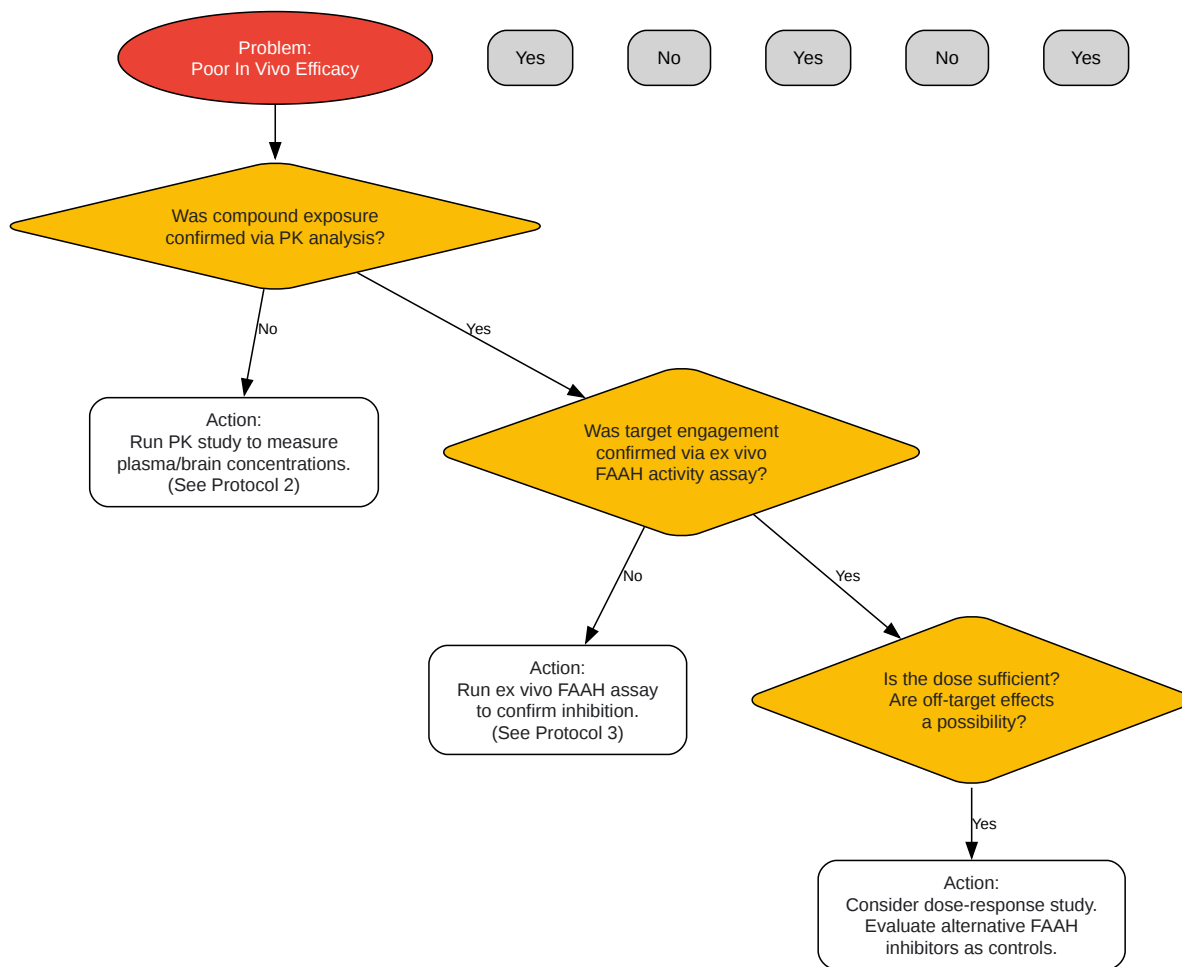 Problem:
Poor In Vivo Efficacy
Yes
No
Yes
No
Yes
Was compound exposure
confirmed via PK analysis?
No
Yes
Action:
Run PK study to measure
plasma/brain concentrations.
(See Protocol 2)
Was target engagement
confirmed via ex vivo
FAAH activity assay?
No
Yes
Action:
Run ex vivo FAAH assay
to confirm inhibition.
(See Protocol 3)
Is the dose sufficient?
Are off-target effects
a possibility?
Yes
Action:
Consider dose-response study.
Evaluate alternative FAAH
inhibitors as controls.